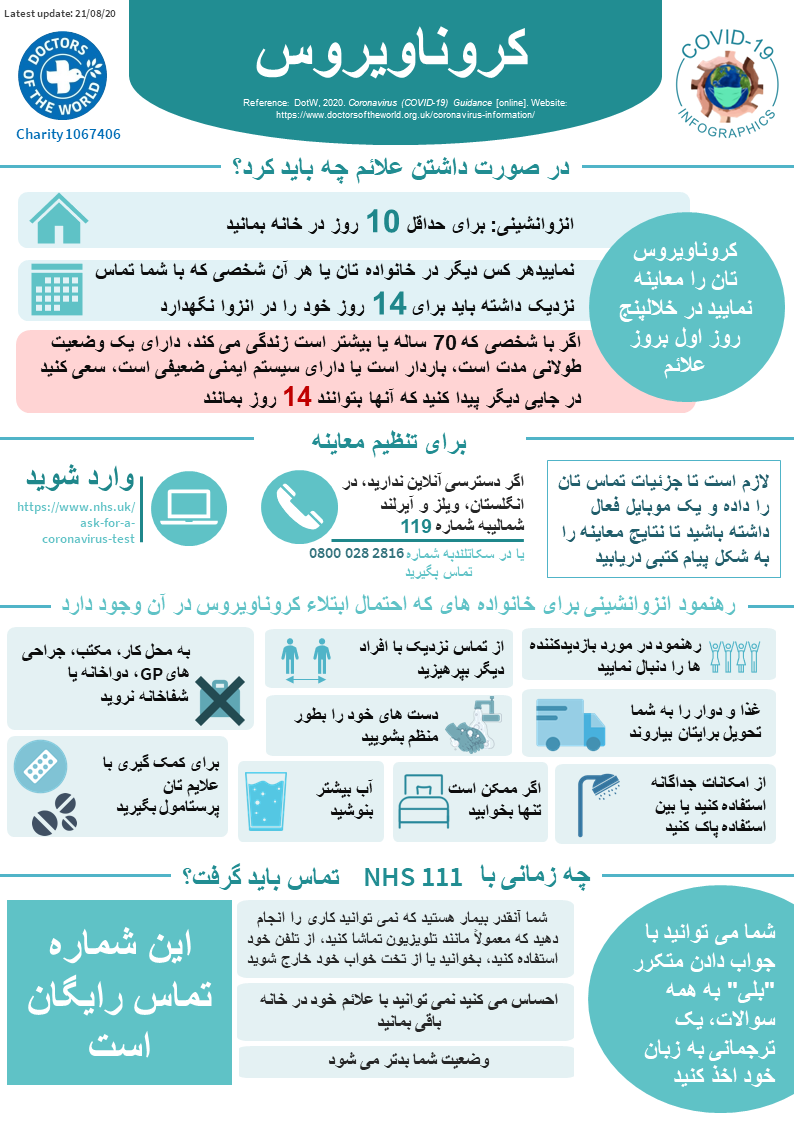 Latest update: 21/08/20
DOCTORS OF THE WORLD
Charity 1067406
کروناویروس
Reference: DotW, 2020. Coronavirus (COVID-19) Guidance [online]. Website:
https://www.doctorsoftheworld.org.uk/coronavirus-information/
COVID-19
INFOGRAPHICS
در صورت داشتن علائم چه باید کرد؟
انزوانشینی: برای حداقل 10 روز در خانه بمانید
نماییدهر کس دیگر در خانواده تان یا هر آن شخصی که با شما تماس
نزدیک داشته باید برای 14 روز خود را در انزوا نگهدارد
اگر با شخصی که 70 ساله یا بیشتر است زندگی می کند، دارای یک وضعیت
طولانی مدت است، باردار است یا دارای سیستم ایمنی ضعیفی است، سعی کنید
در جایی دیگر پیدا کنید که آنها بتوانند 14 روز بمانند
کروناویروس
تان را معاینه
نمایید در خلالپنج
روز اول بروز
علائم
برای تنظیم معاینه
لازم است تا جزئیات تماس تان
را داده و یک موبایل فعال
داشته باشید تا نتایج معاینه را
به شکل پیام کتبی دریابید
اگر دسترسی آنلاین ندارید، در
انگلستان، ویلز و آیرلند
شمالیبه شماره 119
یا در سکاتلندبه شماره 0800 028 2816
تماس بگیرید
وارد شوید
https://www.nhs.uk/
ask-for-a-
coronavirus-test
رهنمود انزوانشینی برای خانواده های که احتمال ابتلاء کروناویروس در آن وجود دارد
رهنمود در مورد بازدیدکننده
ها را دنبال نمایید
از تماس نزدیک با افراد
دیگر بپرهیزید
به محل کار، مکتب، جراحی
های GP، دواخانه یا
شفاخانه نروید
غذا و دوار را به شما
تحویل برایتان بیاروند
دست های خود را بطور
منظم بشویید
برای کمک گیری با
علایم تان
پرستامول بگیرید
از امکانات جداگانه
استفاده کنید یا بین
استفاده پاک کنید
اگر ممکن است
تنها بخوابید
آب بیشتر
بنوشید
چه زمانی با NHS 111 تماس باید گرفت؟
شما می توانید با
جواب دادن متکرر
"بلی" به همه
سوالات، یک
ترجمانی به زبان
خود اخذ کنید
شما آنقدر بیمار هستید که نمی توانید کاری را انجام
دهید که معمولاً مانند تلویزیون تماشا کنید، از تلفن خود
استفاده کنید، بخوانید یا از تخت خواب خود خارج شوید
احساس می کنید نمی توانید با علائم خود در خانه
باقی بمانید
وضعیت شما بدتر می شود
این شماره
تماس رایگان
است